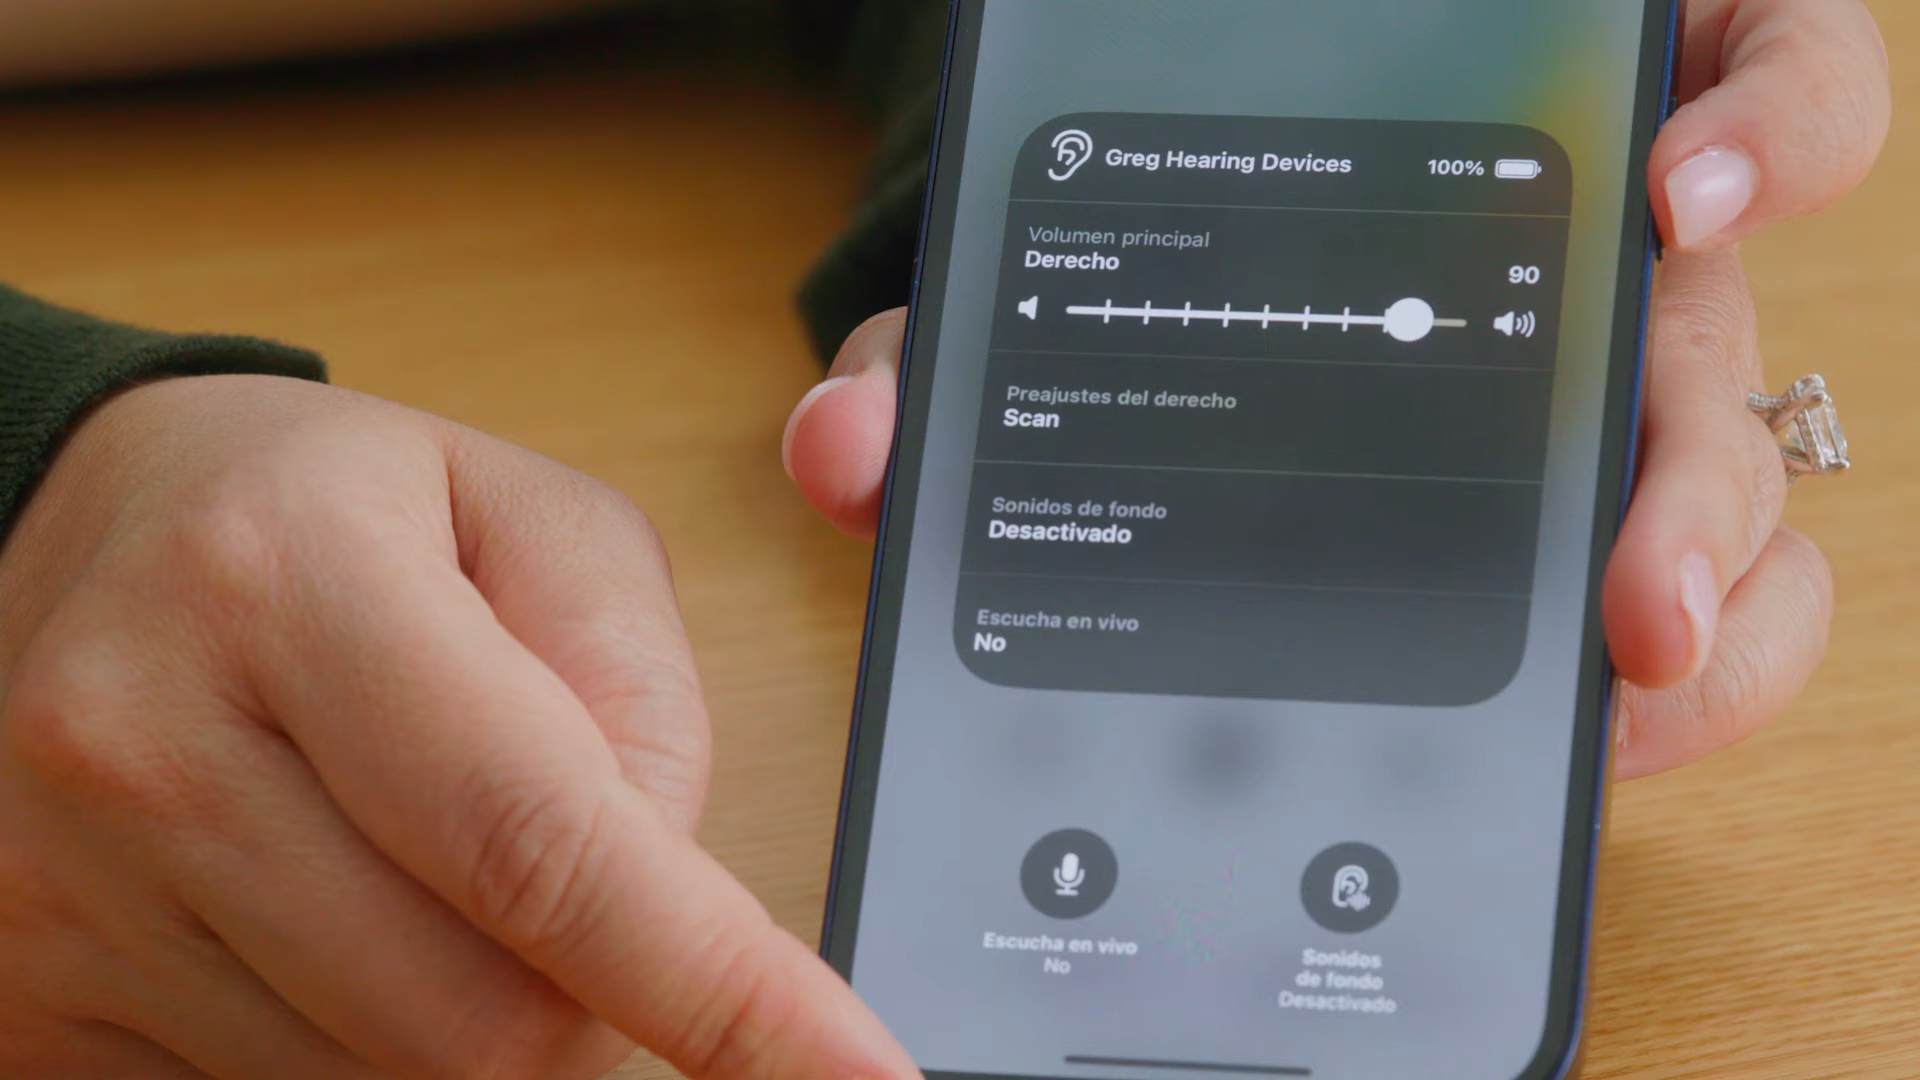 Greg Hearing Devices 100%
Volumen principal
Derecho
90
Preajustes del derecho
Scan
Sonidos de fondo
Desactivado
Escucha en vivo
No
Escucha en vivo
No
Sonidos
de fondo
Desactivado